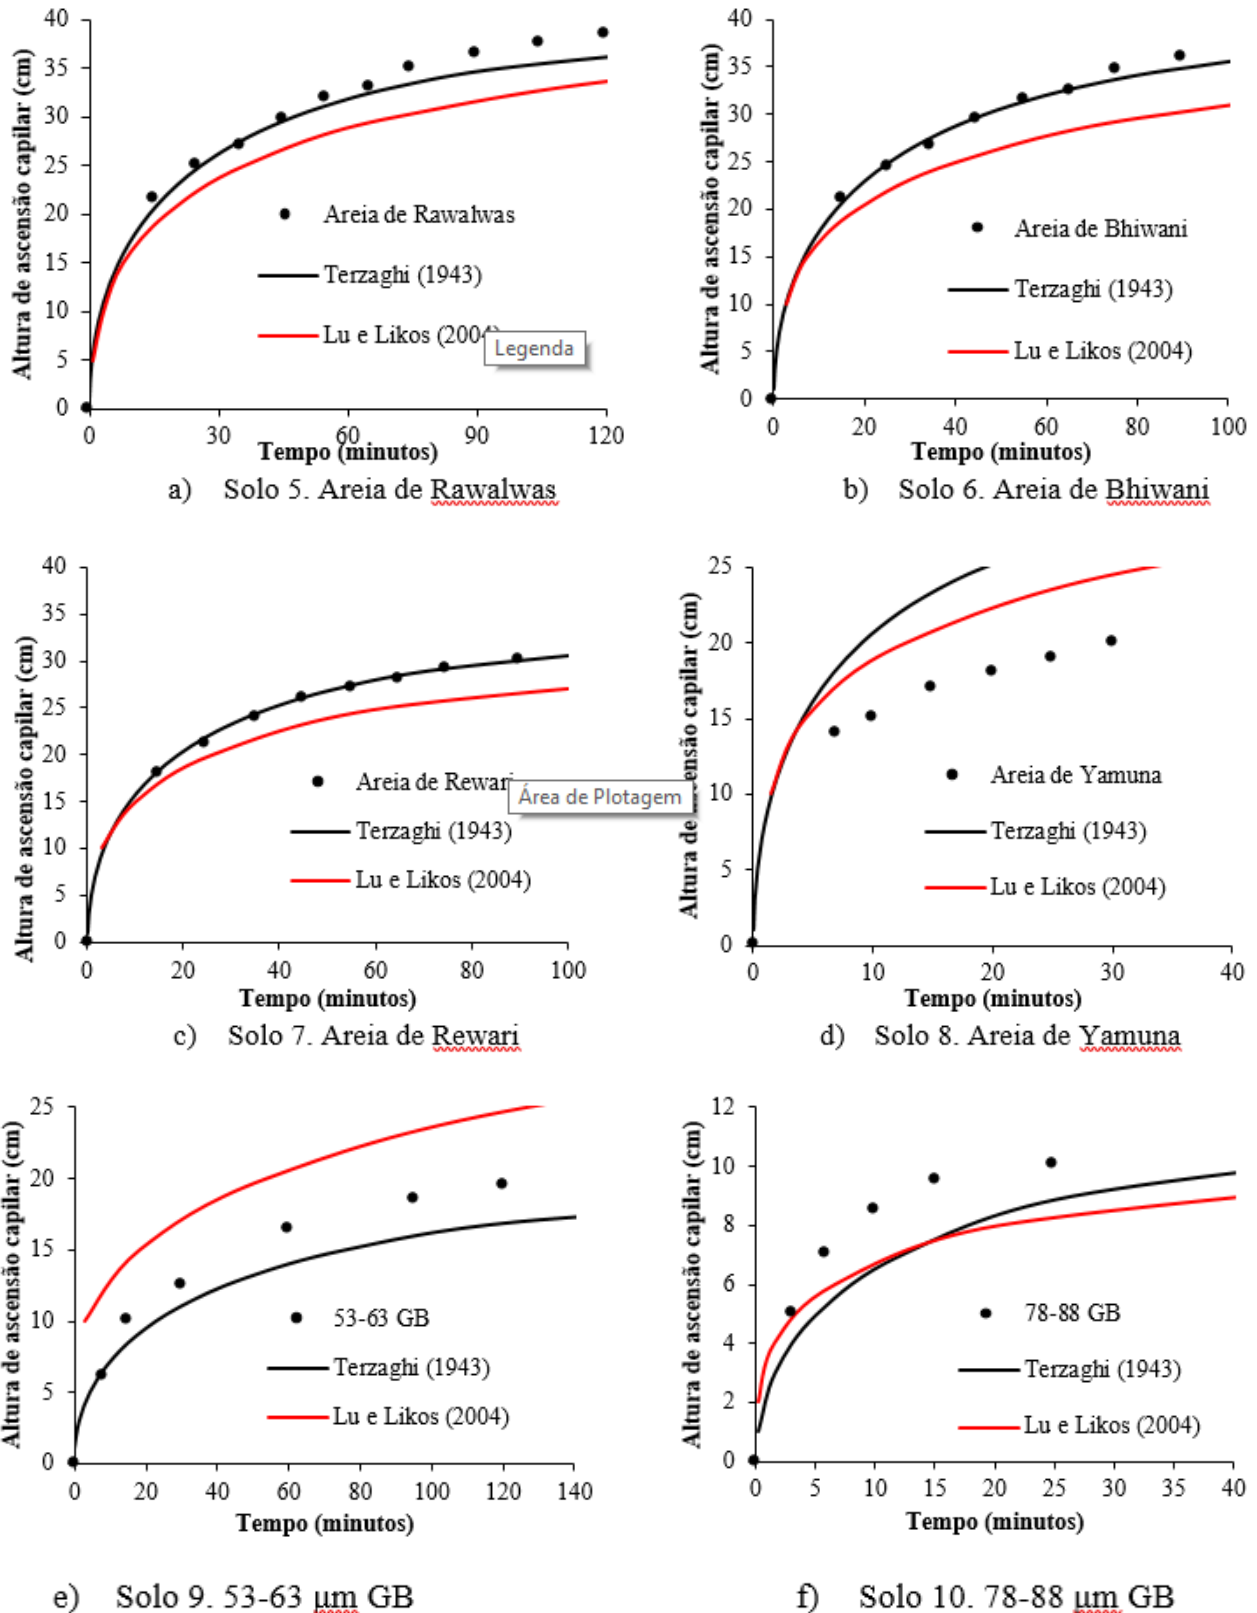 40
35
30
25
20
15
10
5
0
Altura de ascensão capilar (cm)
Areia de Rawalwas
Terzaghi (1943)
Lu e Likos (2004)
Legenda
0 30 60 90 120
Tempo (minutos)
a) Solo 5. Areia de Rawalwas
40
35
30
25
20
15
10
5
0
Altura de ascensão capilar (cm)
Areia de Bhiwani
Terzaghi (1943)
Lu e Likos (2004)
0 20 40 60 80 100
Tempo (minutos)
b) Solo 6. Areia de Bhiwani
40
35
30
25
20
15
10
5
0
Altura de ascensão capilar (cm)
Areia de Rewari
Área de Plotagem
Terzaghi (1943)
Lu e Likos (2004)
0 20 40 60 80 100
Tempo (minutos)
c) Solo 7. Areia de Rewari
25
20
15
10
5
0
Altura de ascensão capilar (cm)
Areia de Yamuna
Terzaghi (1943)
Lu e Likos (2004)
0 10 20 30 40
Tempo (minutos)
d) Solo 8. Areia de Yamuna
25
20
15
10
5
0
Altura de ascensão capilar (cm)
53-63 GB
Terzaghi (1943)
Lu e Likos (2004)
0 20 40 60 80 100 120 140
Tempo (minutos)
e) Solo 9. 53-63 µm GB
12
10
8
6
4
2
0
Altura de ascensão capilar (cm)
78-88 GB
Terzaghi (1943)
Lu e Likos (2004)
0 5 10 15 20 25 30 35 40
Tempo (minutos)
f) Solo 10. 78-88 µm GB